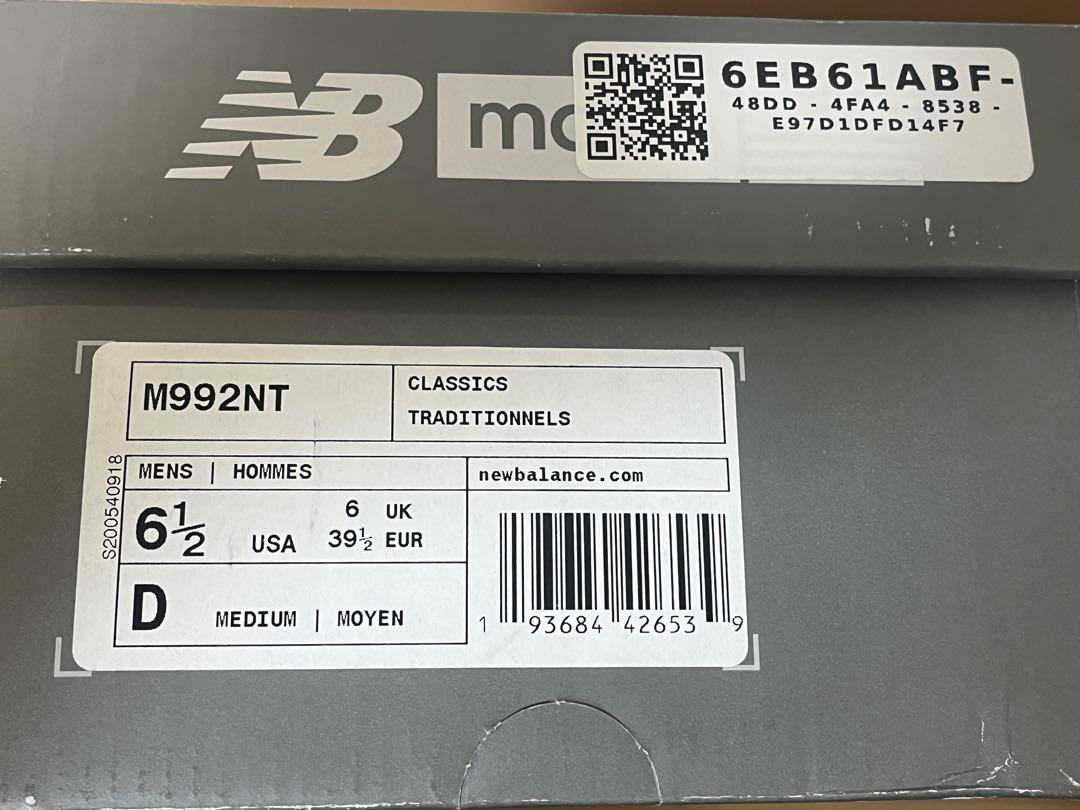 NB
6EB61ABF-
48DD - 4FA4 - 8538 -
E97D1DFD14F7
M992NT
CLASSICS
TRADITIONNELS
S200540918
MENS | HOMMES
newbalance.com
6½ USA
6 UK
39½ EUR
D MEDIUM | MOYEN
1 93684 42653 9